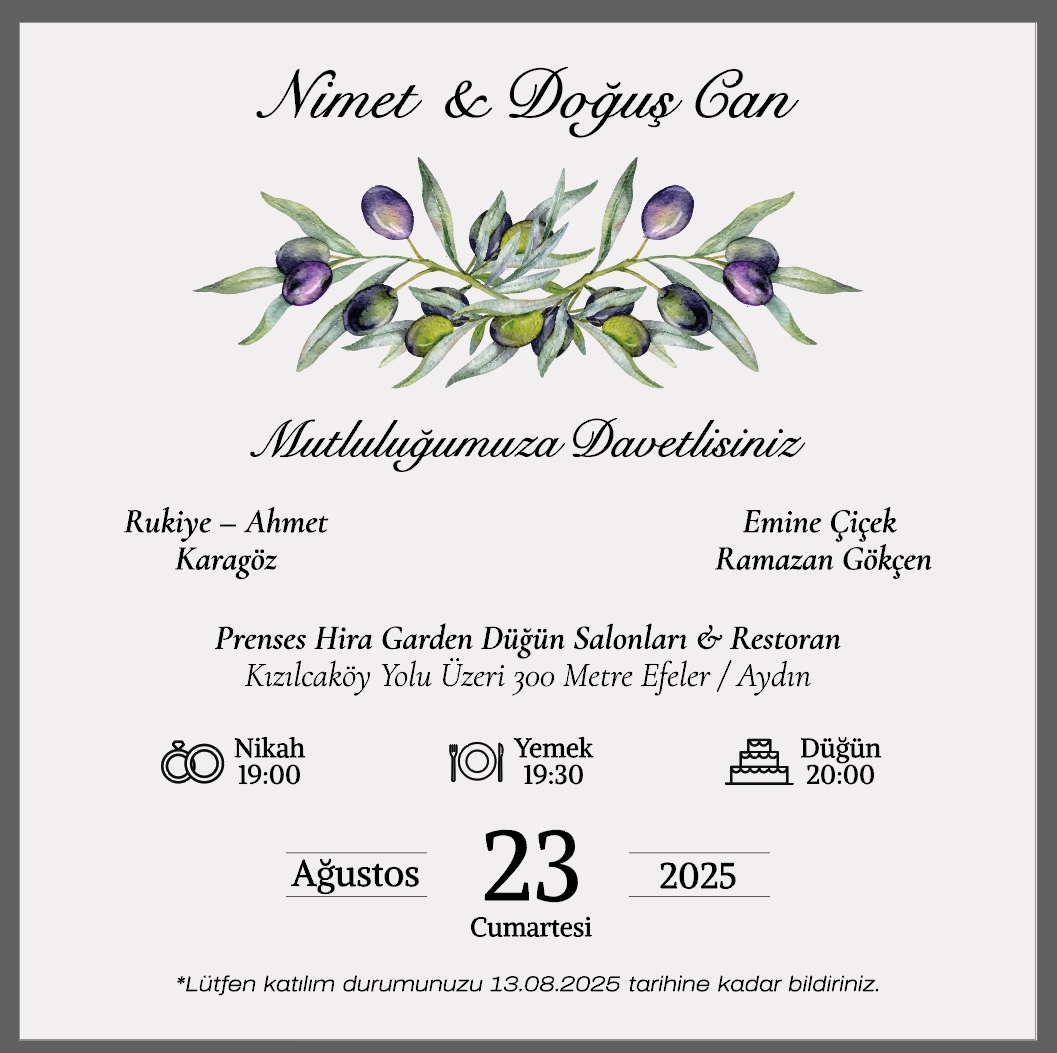 Nimet & Doğuş Can
Mutluluğumuza Davetlisiniz
Rukiye – Ahmet
Karagöz
Emine Çiçek
Ramazan Gökçen
Prenses Hira Garden Düğün Salonları & Restoran
Kızılcaköy Yolu Üzeri 300 Metre Efeler / Aydın
Nikah
19:00
Yemek
19:30
Düğün
20:00
Ağustos
23
2025
Cumartesi
*Lütfen katılım durumunuzu 13.08.2025 tarihine kadar bildiriniz.